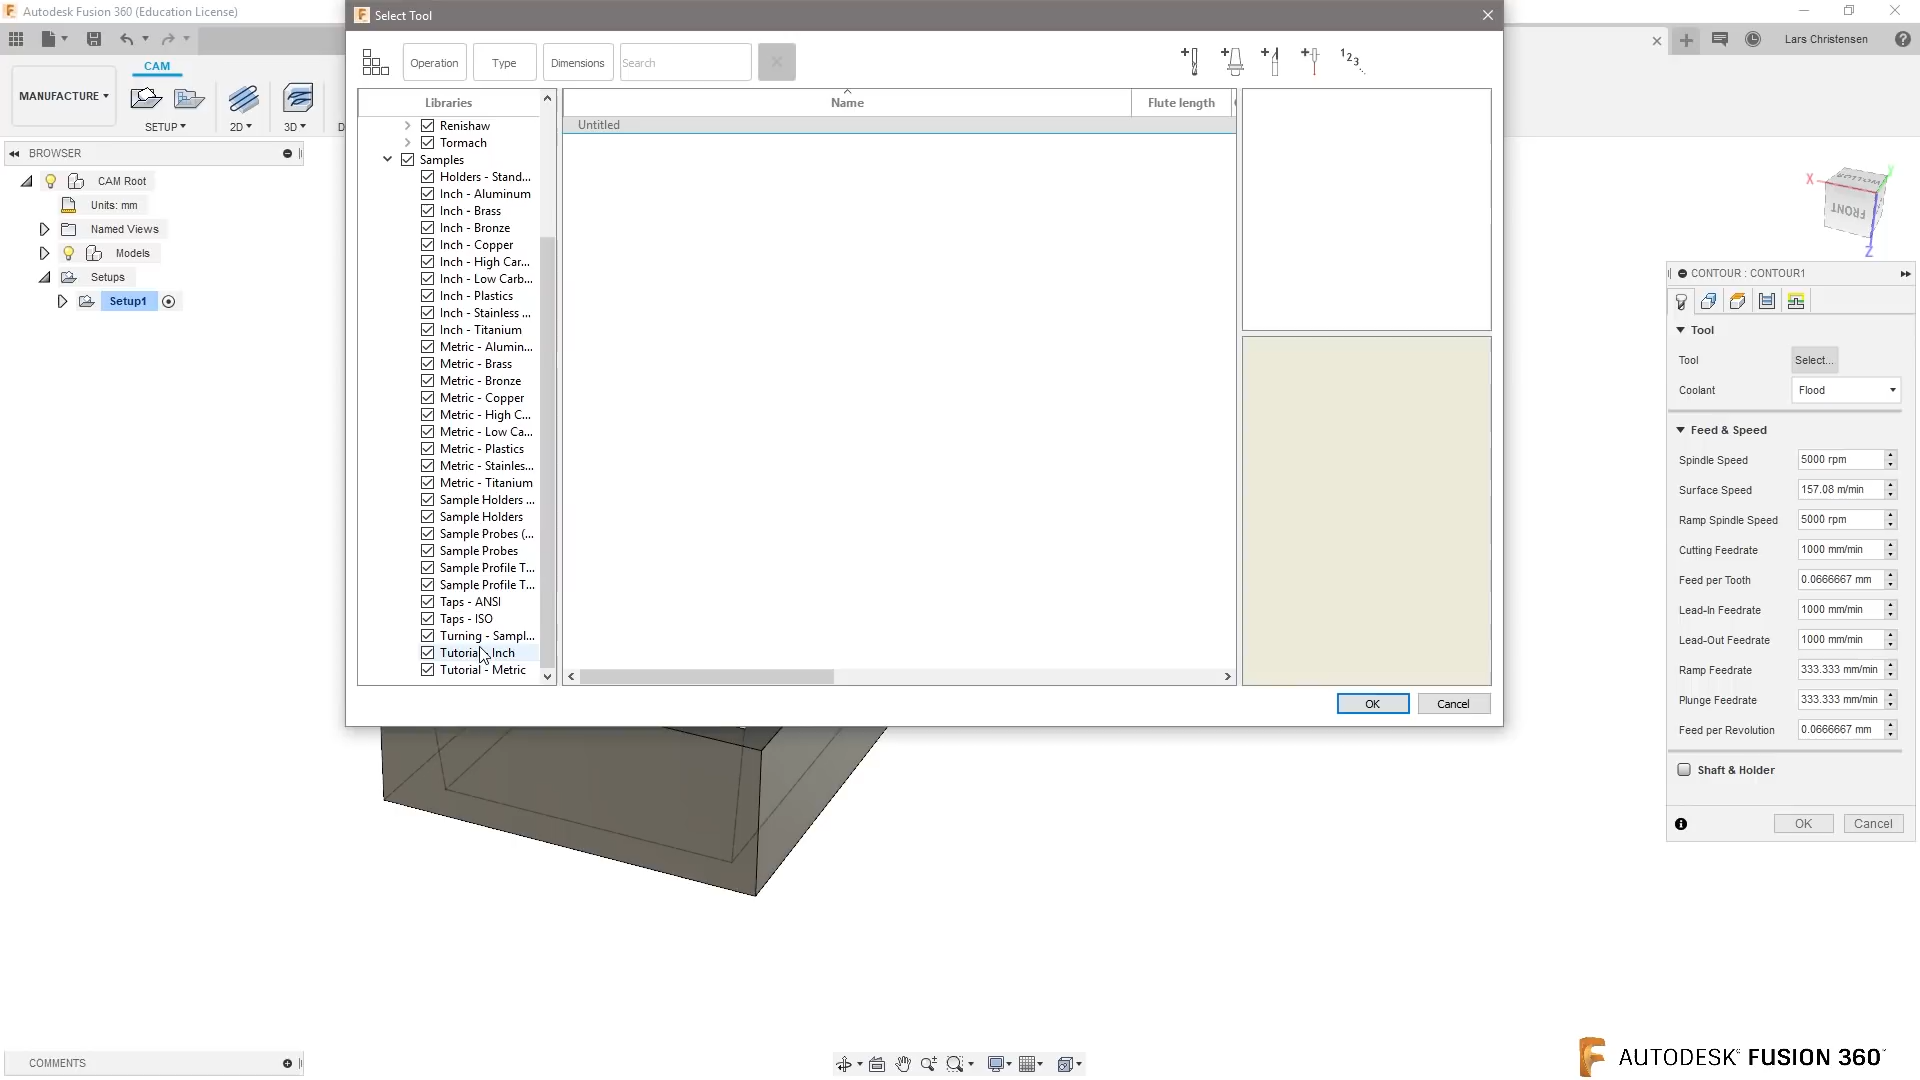 Autodesk Fusion 360 (Education License)
Select Tool
Lars Christensen
CAM
MANUFACTURE
SETUP
2D
3D
D
Operation
Type
Dimensions
Search
1 2 3
Libraries
Name
Flute length
Untitled
Renishaw
Tormach
Samples
Holders - Stand...
Inch - Aluminum
Inch - Brass
Inch - Bronze
Inch - Copper
Inch - High Car...
Inch - Low Carb...
Inch - Plastics
Inch - Stainless ...
Inch - Titanium
Metric - Alumin...
Metric - Brass
Metric - Bronze
Metric - Copper
Metric - High C...
Metric - Low Ca...
Metric - Plastics
Metric - Stainles...
Metric - Titanium
Sample Holders ...
Sample Holders
Sample Probes (...
Sample Probes
Sample Profile T...
Sample Profile T...
Taps - ANSI
Taps - ISO
Turning - Sampl...
Tutorial - Inch
Tutorial - Metric
OK
Cancel
BROWSER
CAM Root
Units: mm
Named Views
Models
Setups
Setup1
X
BOTTOM
FRONT
Z
CONTOUR : CONTOUR1
Tool
Tool
Select...
Coolant
Flood
Feed & Speed
Spindle Speed
5000 rpm
Surface Speed
157.08 m/min
Ramp Spindle Speed
5000 rpm
Cutting Feedrate
1000 mm/min
Feed per Tooth
0.0666667 mm
Lead-In Feedrate
1000 mm/min
Lead-Out Feedrate
1000 mm/min
Ramp Feedrate
333.333 mm/min
Plunge Feedrate
333.333 mm/min
Feed per Revolution
0.0666667 mm
Shaft & Holder
OK
Cancel
COMMENTS
AUTODESK® FUSION 360™